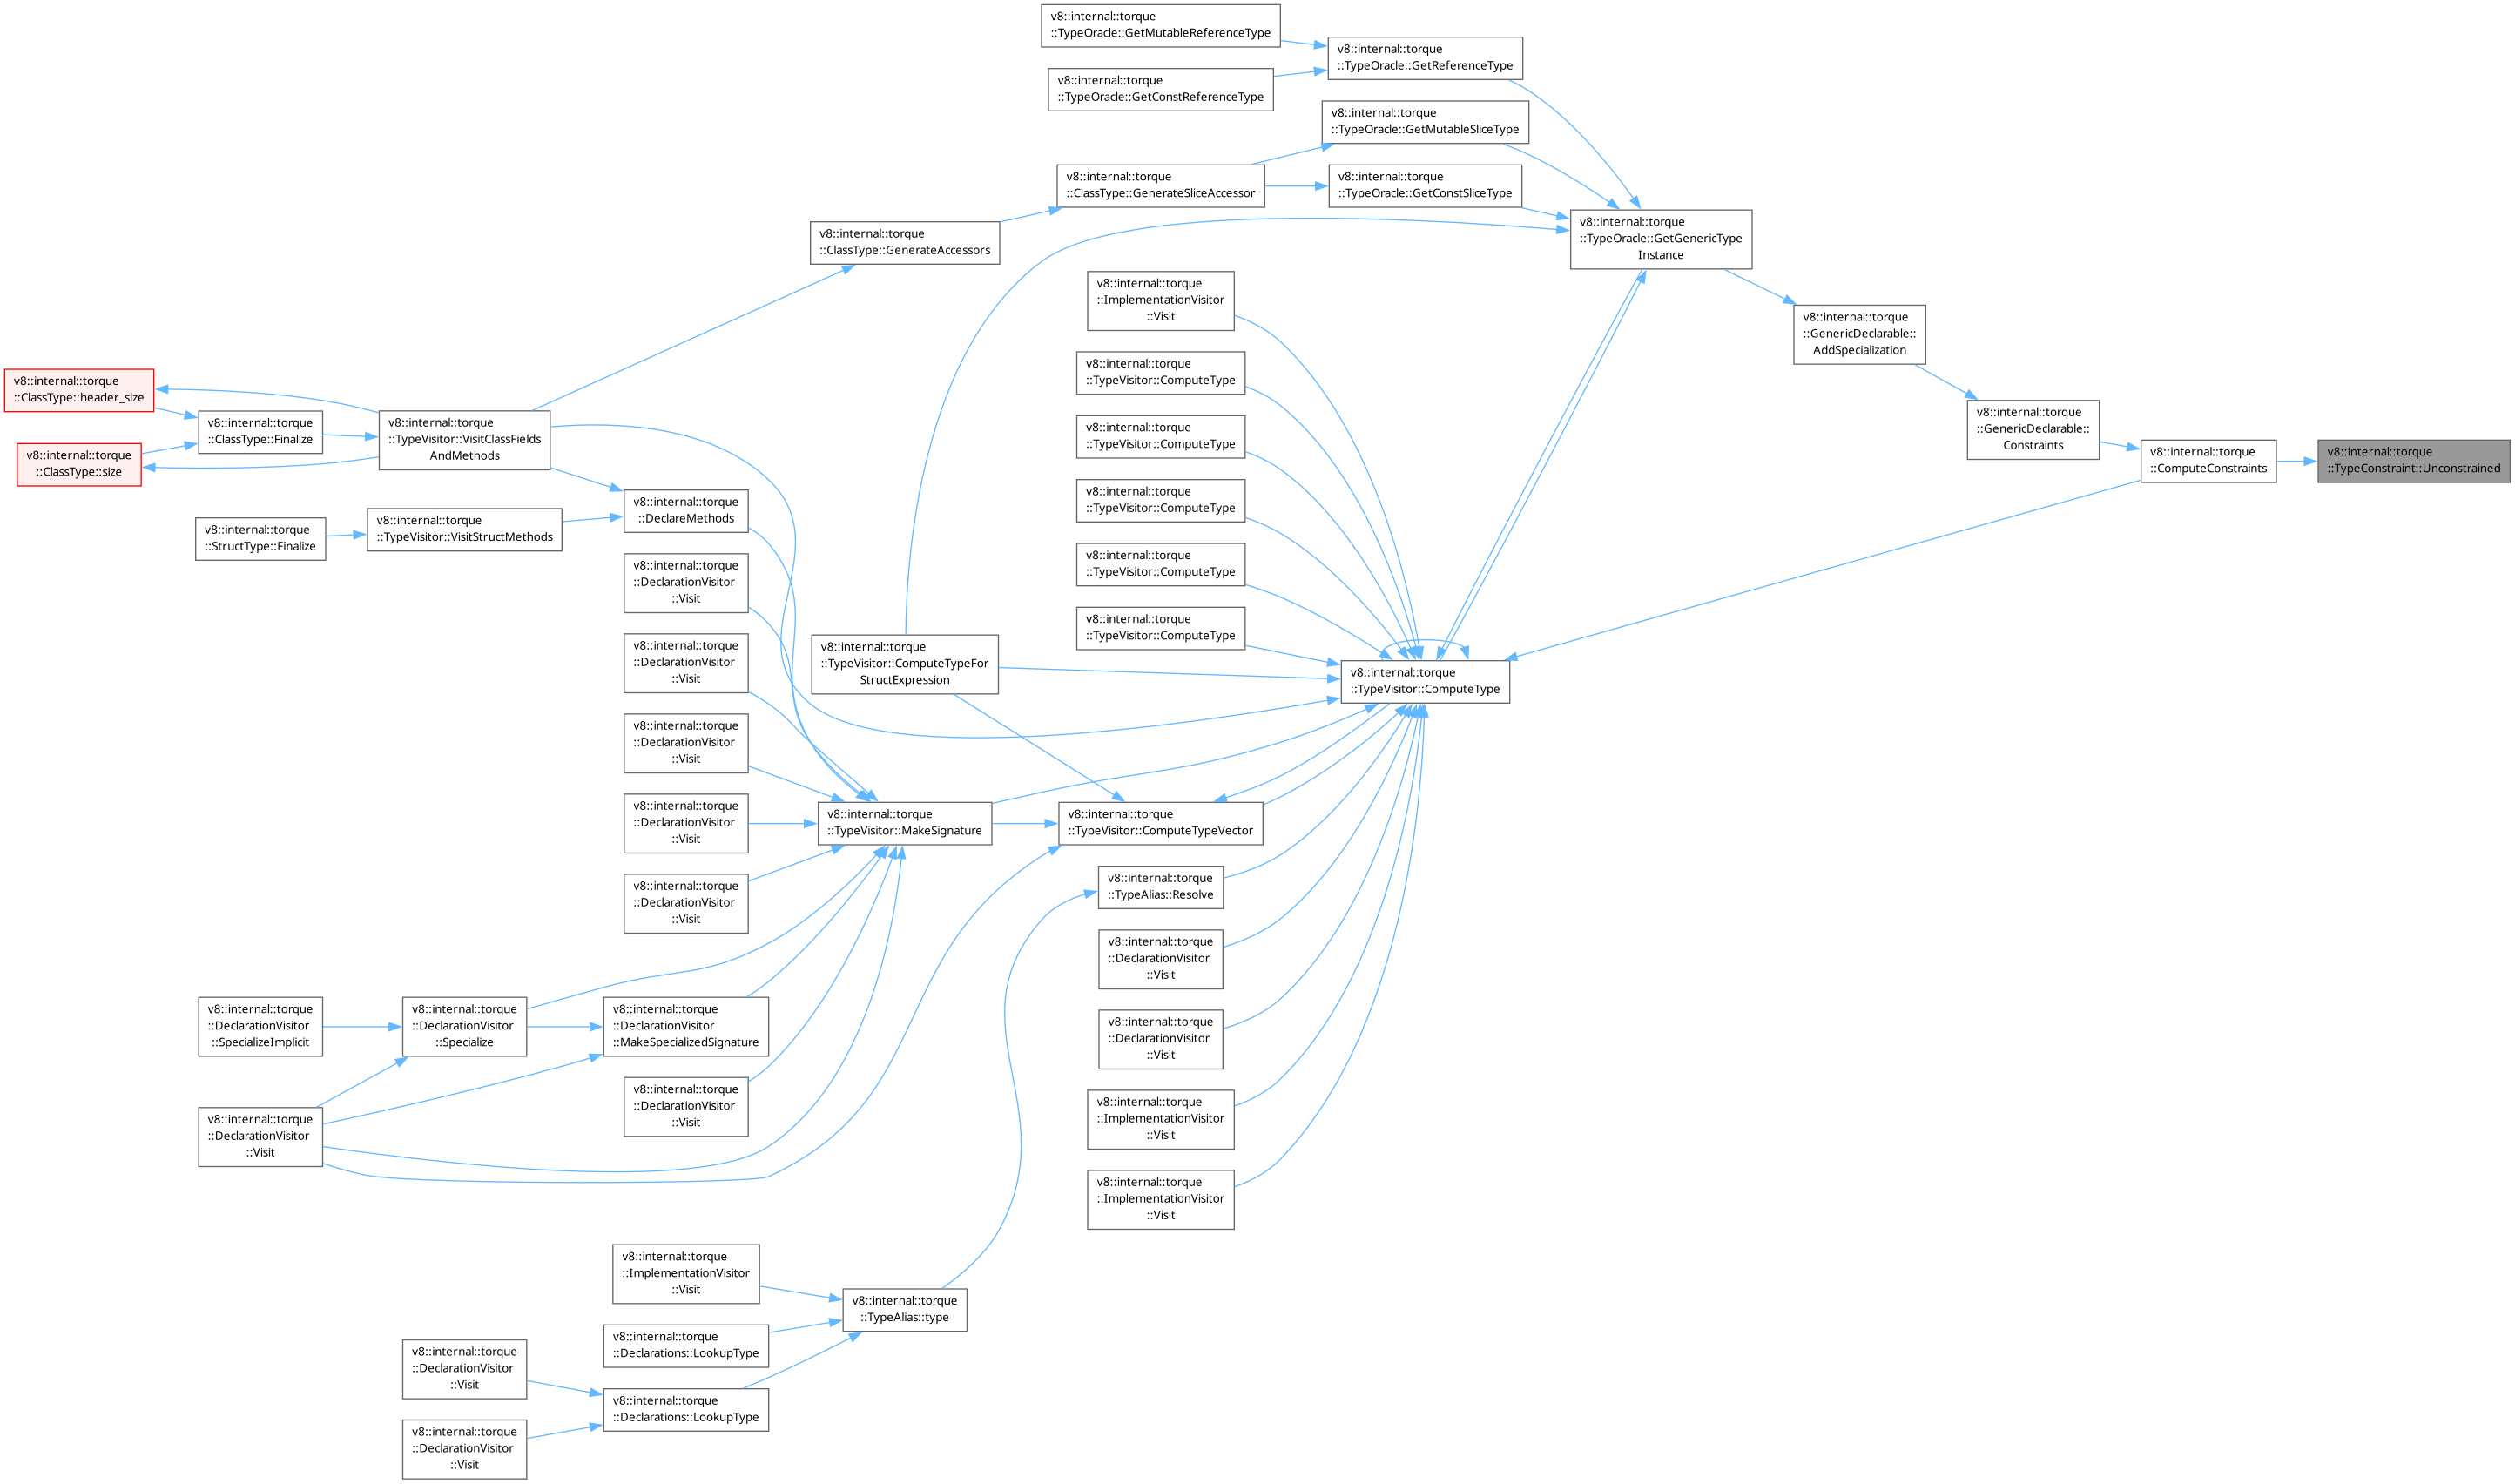 v8::internal::torque
::TypeOracle::GetMutableReferenceType
v8::internal::torque
::TypeOracle::GetReferenceType
v8::internal::torque
::TypeOracle::GetConstReferenceType
v8::internal::torque
::TypeOracle::GetMutableSliceType
v8::internal::torque
::ClassType::GenerateSliceAccessor
v8::internal::torque
::TypeOracle::GetConstSliceType
v8::internal::torque
::ClassType::GenerateAccessors
v8::internal::torque
::TypeOracle::GetGenericType
Instance
v8::internal::torque
::ImplementationVisitor
::Visit
v8::internal::torque
::GenericDeclarable::
AddSpecialization
v8::internal::torque
::TypeVisitor::ComputeType
v8::internal::torque
::ClassType::header_size
v8::internal::torque
::ClassType::Finalize
v8::internal::torque
::TypeVisitor::VisitClassFields
AndMethods
v8::internal::torque
::TypeVisitor::ComputeType
v8::internal::torque
::GenericDeclarable::
Constraints
v8::internal::torque
::ClassType::size
v8::internal::torque
::ComputeConstraints
v8::internal::torque
::TypeConstraint::Unconstrained
v8::internal::torque
::DeclareMethods
v8::internal::torque
::TypeVisitor::ComputeType
v8::internal::torque
::StructType::Finalize
v8::internal::torque
::TypeVisitor::VisitStructMethods
v8::internal::torque
::DeclarationVisitor
::Visit
v8::internal::torque
::TypeVisitor::ComputeType
v8::internal::torque
::TypeVisitor::ComputeType
v8::internal::torque
::DeclarationVisitor
::Visit
v8::internal::torque
::TypeVisitor::ComputeTypeFor
StructExpression
v8::internal::torque
::TypeVisitor::ComputeType
v8::internal::torque
::DeclarationVisitor
::Visit
v8::internal::torque
::DeclarationVisitor
::Visit
v8::internal::torque
::TypeVisitor::MakeSignature
v8::internal::torque
::TypeVisitor::ComputeTypeVector
v8::internal::torque
::DeclarationVisitor
::Visit
v8::internal::torque
::TypeAlias::Resolve
v8::internal::torque
::DeclarationVisitor
::Visit
v8::internal::torque
::DeclarationVisitor
::SpecializeImplicit
v8::internal::torque
::DeclarationVisitor
::Specialize
v8::internal::torque
::DeclarationVisitor
::MakeSpecializedSignature
v8::internal::torque
::DeclarationVisitor
::Visit
v8::internal::torque
::DeclarationVisitor
::Visit
v8::internal::torque
::DeclarationVisitor
::Visit
v8::internal::torque
::ImplementationVisitor
::Visit
v8::internal::torque
::ImplementationVisitor
::Visit
v8::internal::torque
::ImplementationVisitor
::Visit
v8::internal::torque
::TypeAlias::type
v8::internal::torque
::Declarations::LookupType
v8::internal::torque
::DeclarationVisitor
::Visit
v8::internal::torque
::Declarations::LookupType
v8::internal::torque
::DeclarationVisitor
::Visit